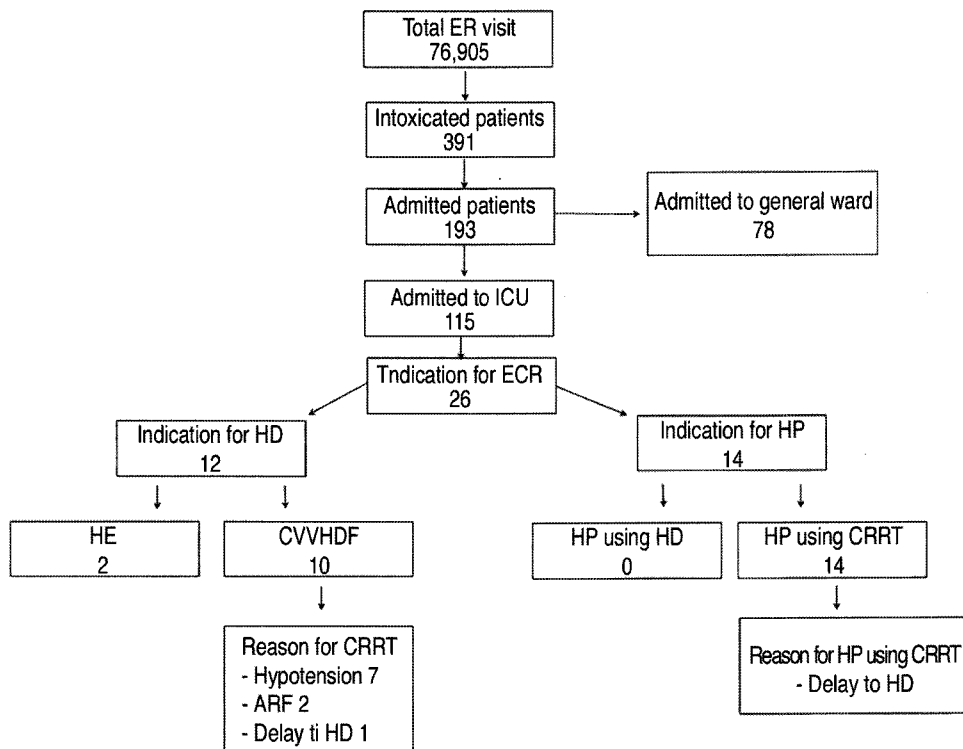 Total ER visit
76,905
Intoxicated patients
391
Admitted patients
193
Admitted to general ward
78
Admitted to ICU
115
Tndication for ECR
26
Indication for HD
12
Indication for HP
14
HE
2
CVVHDF
10
HP using HD
0
HP using CRRT
14
Reason for CRRT
- Hypotension 7
- ARF 2
- Delay ti HD 1
Reason for HP using CRRT
- Delay to HD